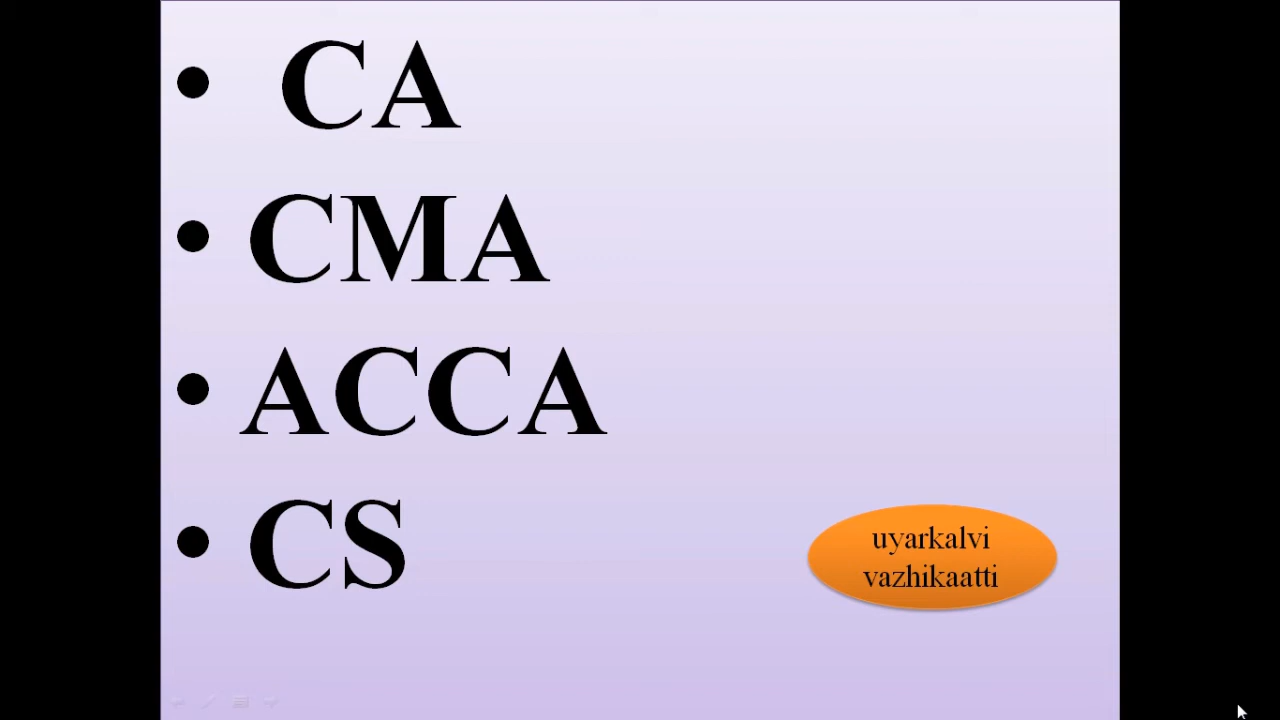 • CA
• CMA
• ACCA
• CS
uyarkalvi
vazhikaatti